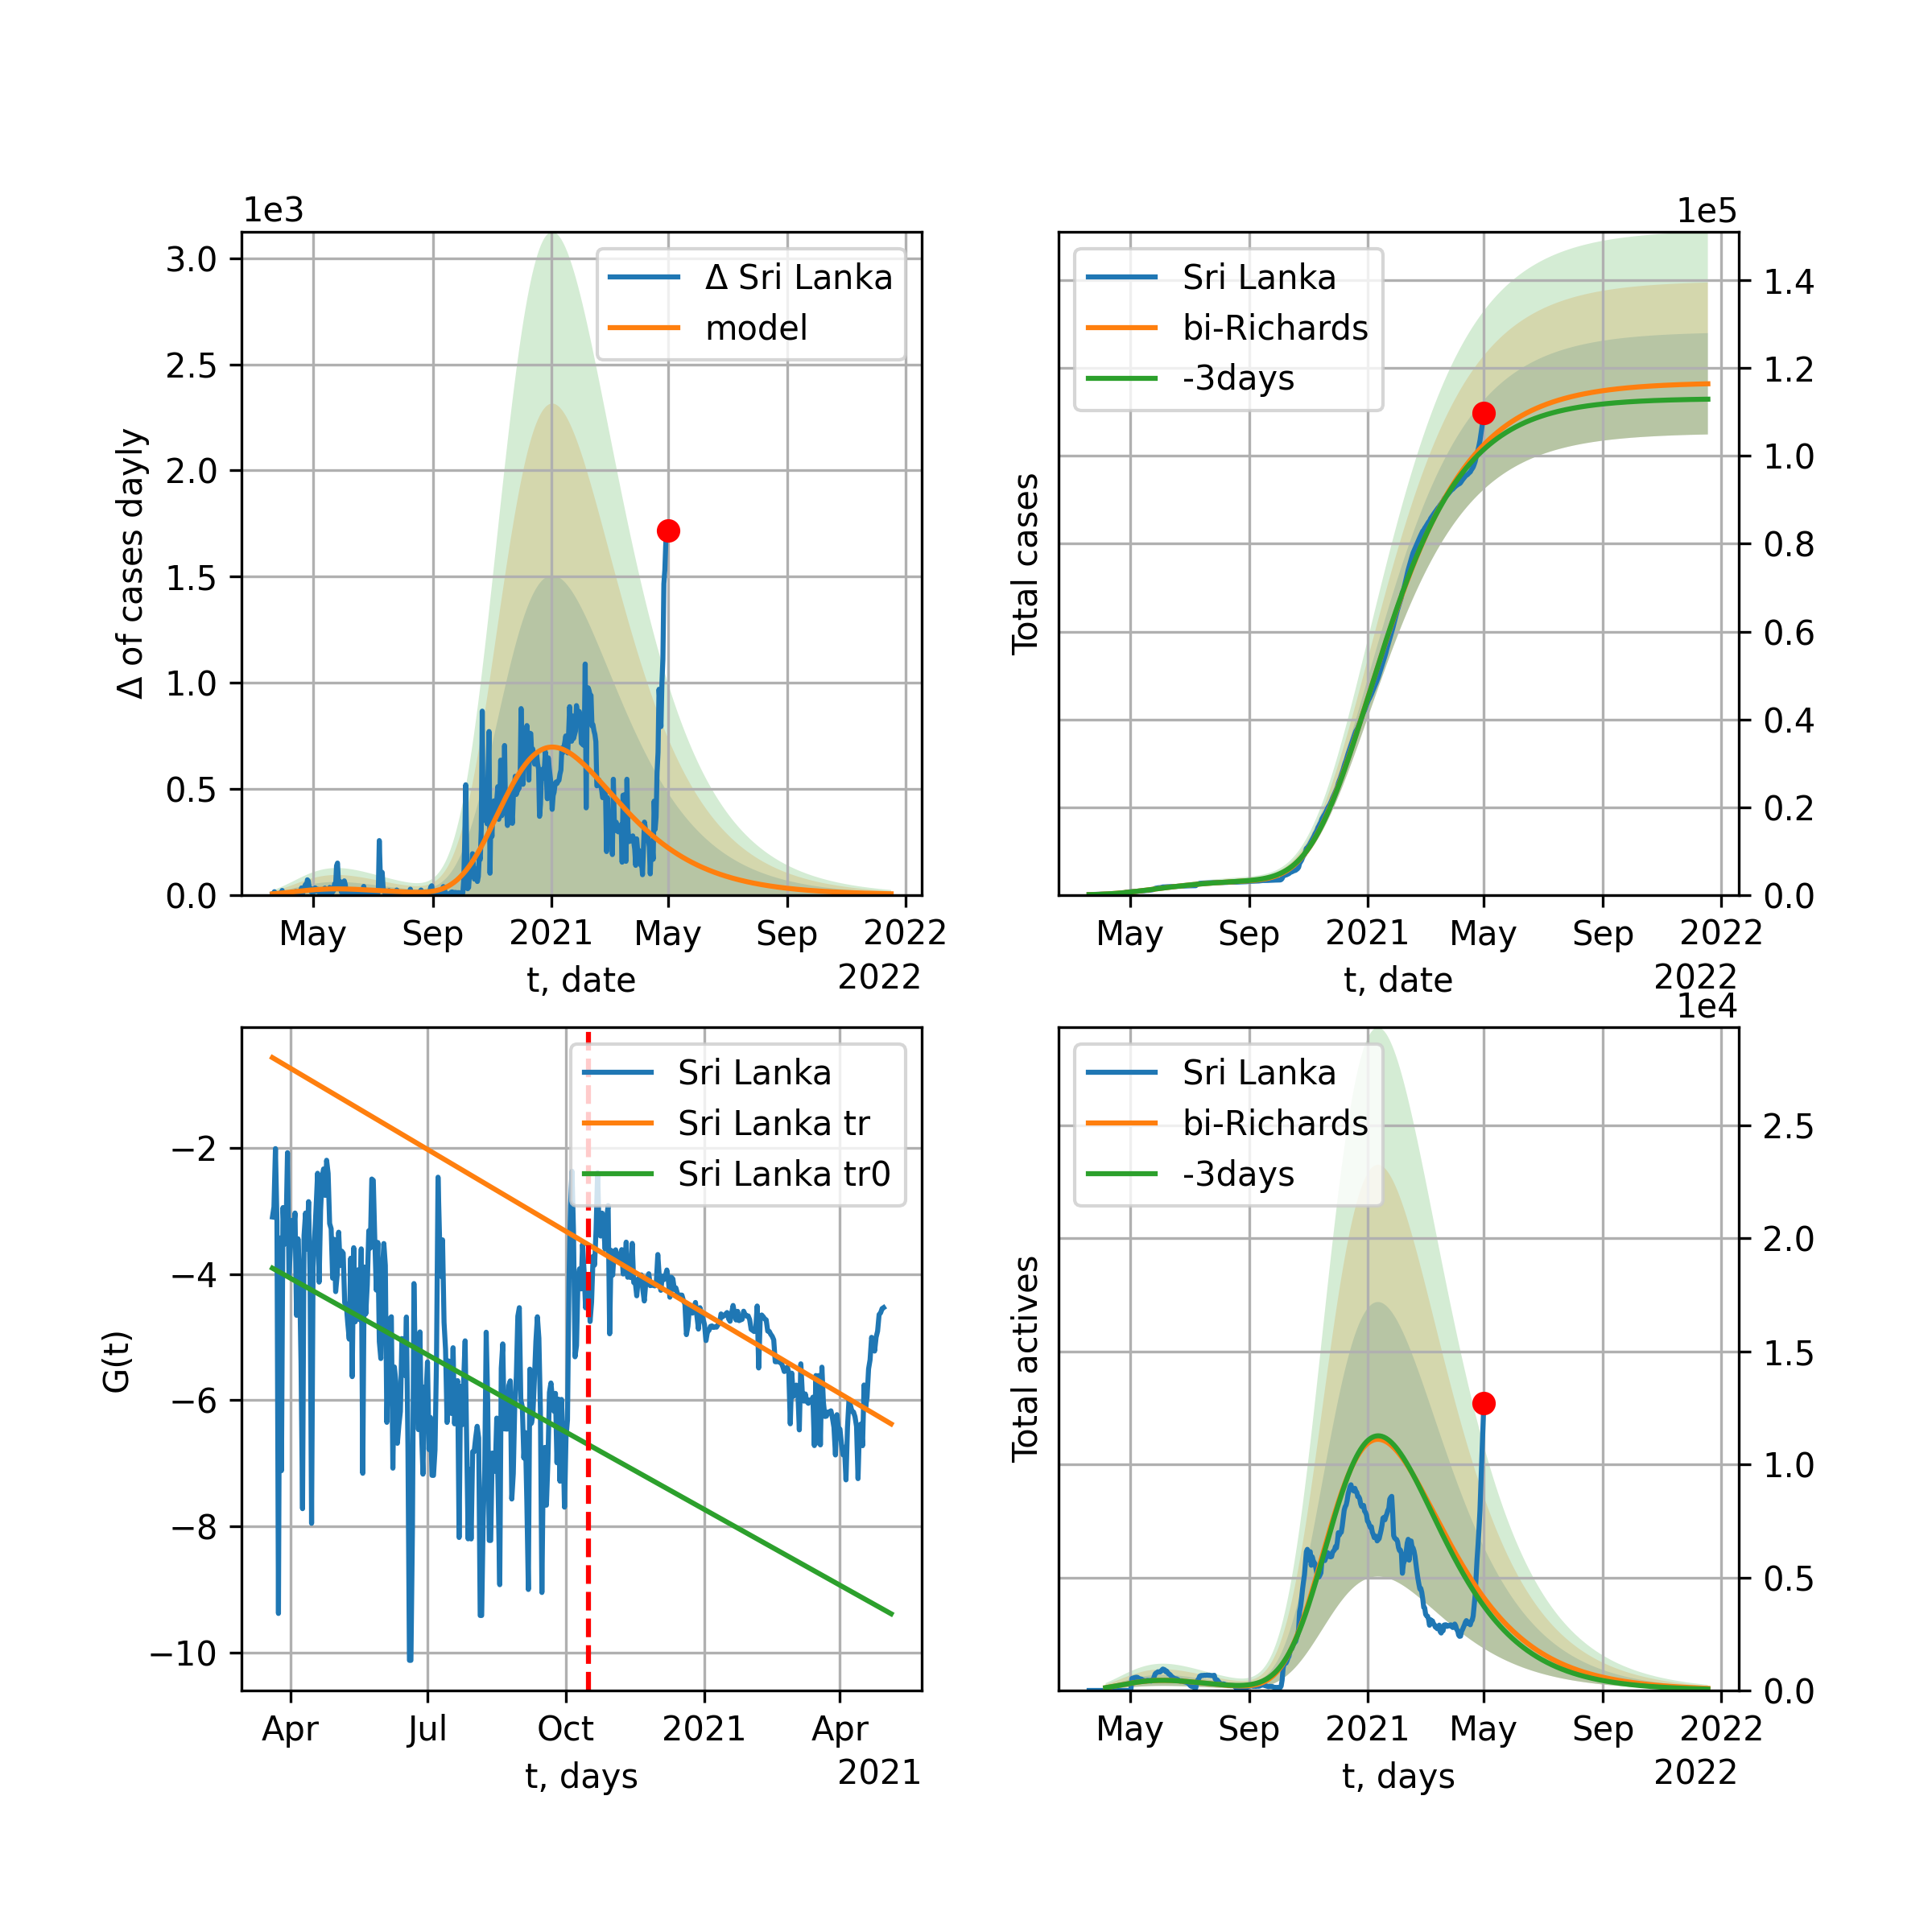 1e3
3.0
2.5
2.0
1.5
1.0
0.5
0.0
Δ of cases dayly
Δ Sri Lanka
model
May Sep 2021 May Sep 2022
t, date
2022
1e5
Total cases
Sri Lanka
bi-Richards
-3days
1.4
1.2
1.0
0.8
0.6
0.4
0.2
0.0
May Sep 2021 May Sep 2022
t, date
2022
G(t)
−2
−4
−6
−8
−10
Sri Lanka
Sri Lanka tr
Sri Lanka tr0
Apr Jul Oct 2021 Apr
t, days
2021
1e4
Total actives
Sri Lanka
bi-Richards
-3days
2.5
2.0
1.5
1.0
0.5
0.0
May Sep 2021 May Sep 2022
t, days
2022